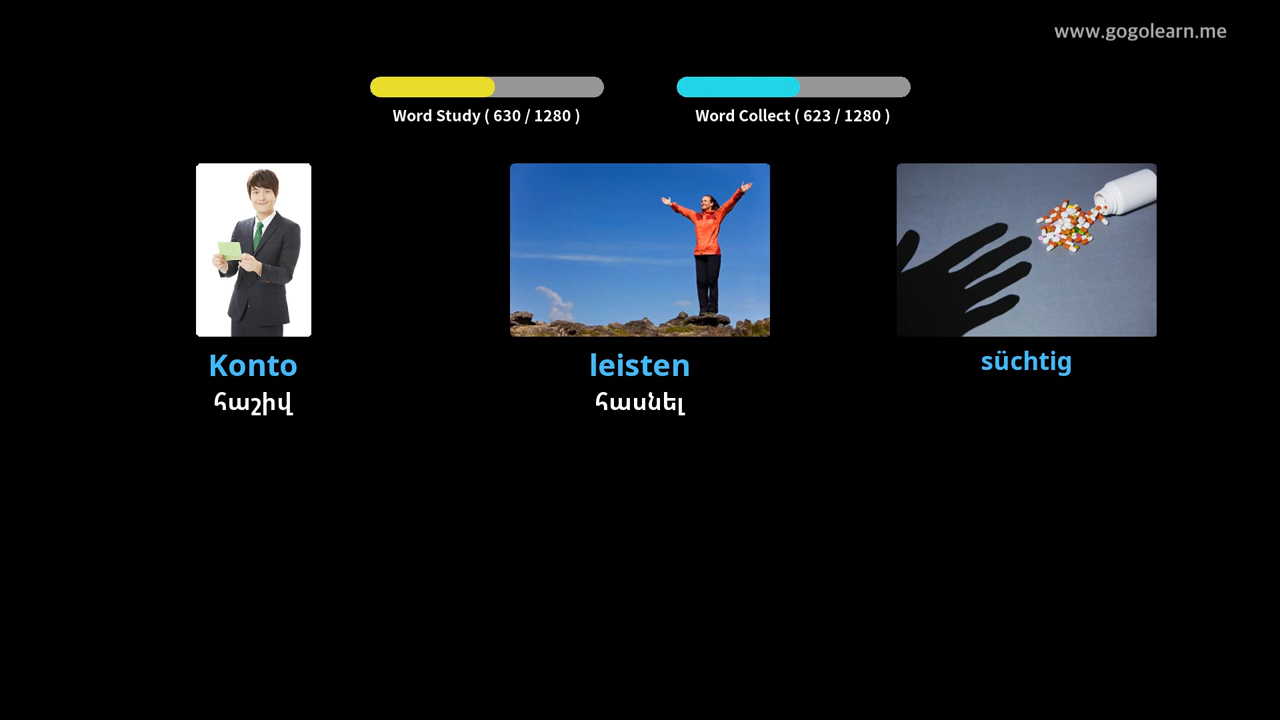 www.gogolearn.me
Word Study ( 630 / 1280 )
Word Collect ( 623 / 1280 )
Konto
հաշիվ
leisten
հասնել
süchtig